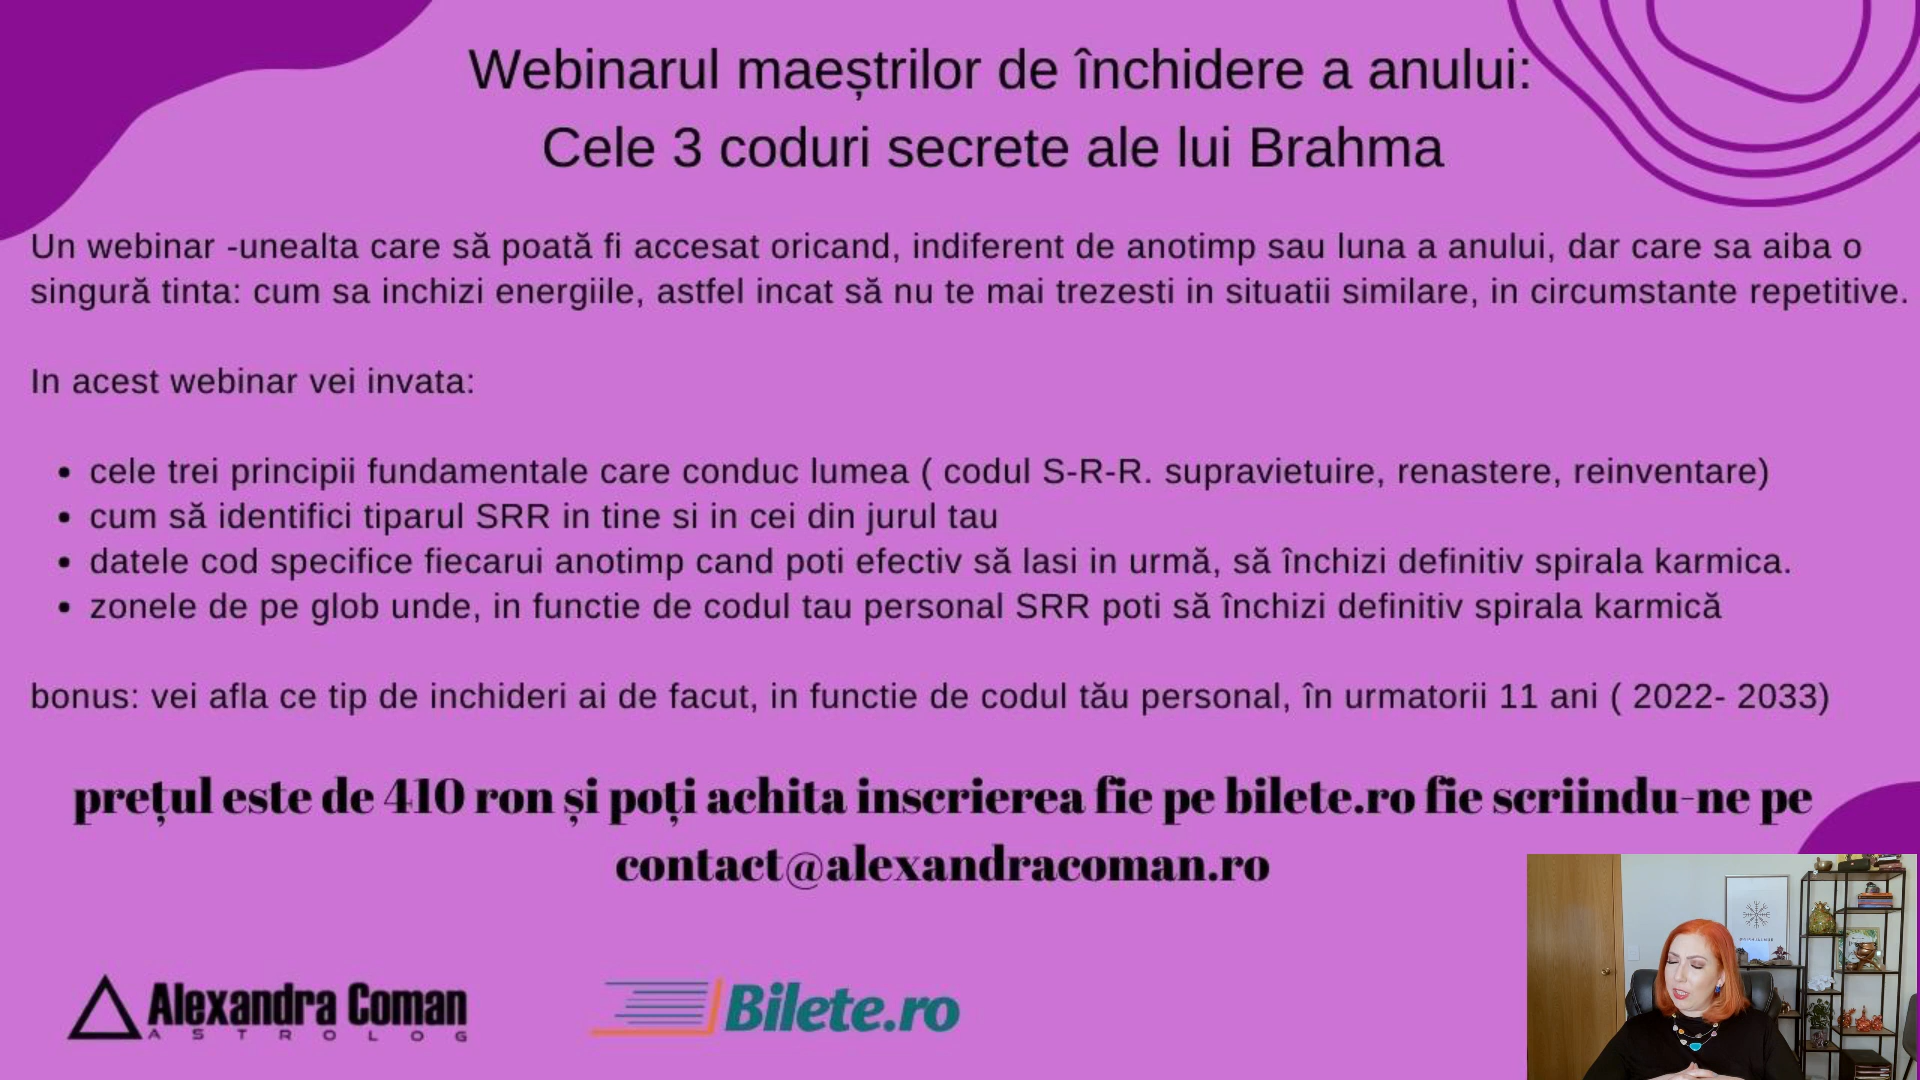 Webinarul maeștrilor de închidere a anului:
Cele 3 coduri secrete ale lui Brahma
Un webinar -unealta care să poată fi accesat oricand, indiferent de anotimp sau luna a anului, dar care sa aiba o
singură tinta: cum sa inchizi energiile, astfel incat să nu te mai trezesti in situatii similare, in circumstante repetitive.
In acest webinar vei invata:
• cele trei principii fundamentale care conduc lumea ( codul S-R-R. supravietuire, renastere, reinventare)
• cum să identifici tiparul SRR in tine si in cei din jurul tau
• datele cod specifice fiecarui anotimp cand poti efectiv să lasi in urmă, să închizi definitiv spirala karmica.
• zonele de pe glob unde, in functie de codul tau personal SRR poti să închizi definitiv spirala karmică
bonus: vei afla ce tip de inchideri ai de facut, in functie de codul tău personal, în urmatorii 11 ani ( 2022- 2033)
prețul este de 410 ron și poți achita inscrierea fie pe bilete.ro fie scriindu-ne pe
contact@alexandracoman.ro
Alexandra Coman
ASTROLOG
Bilete.ro